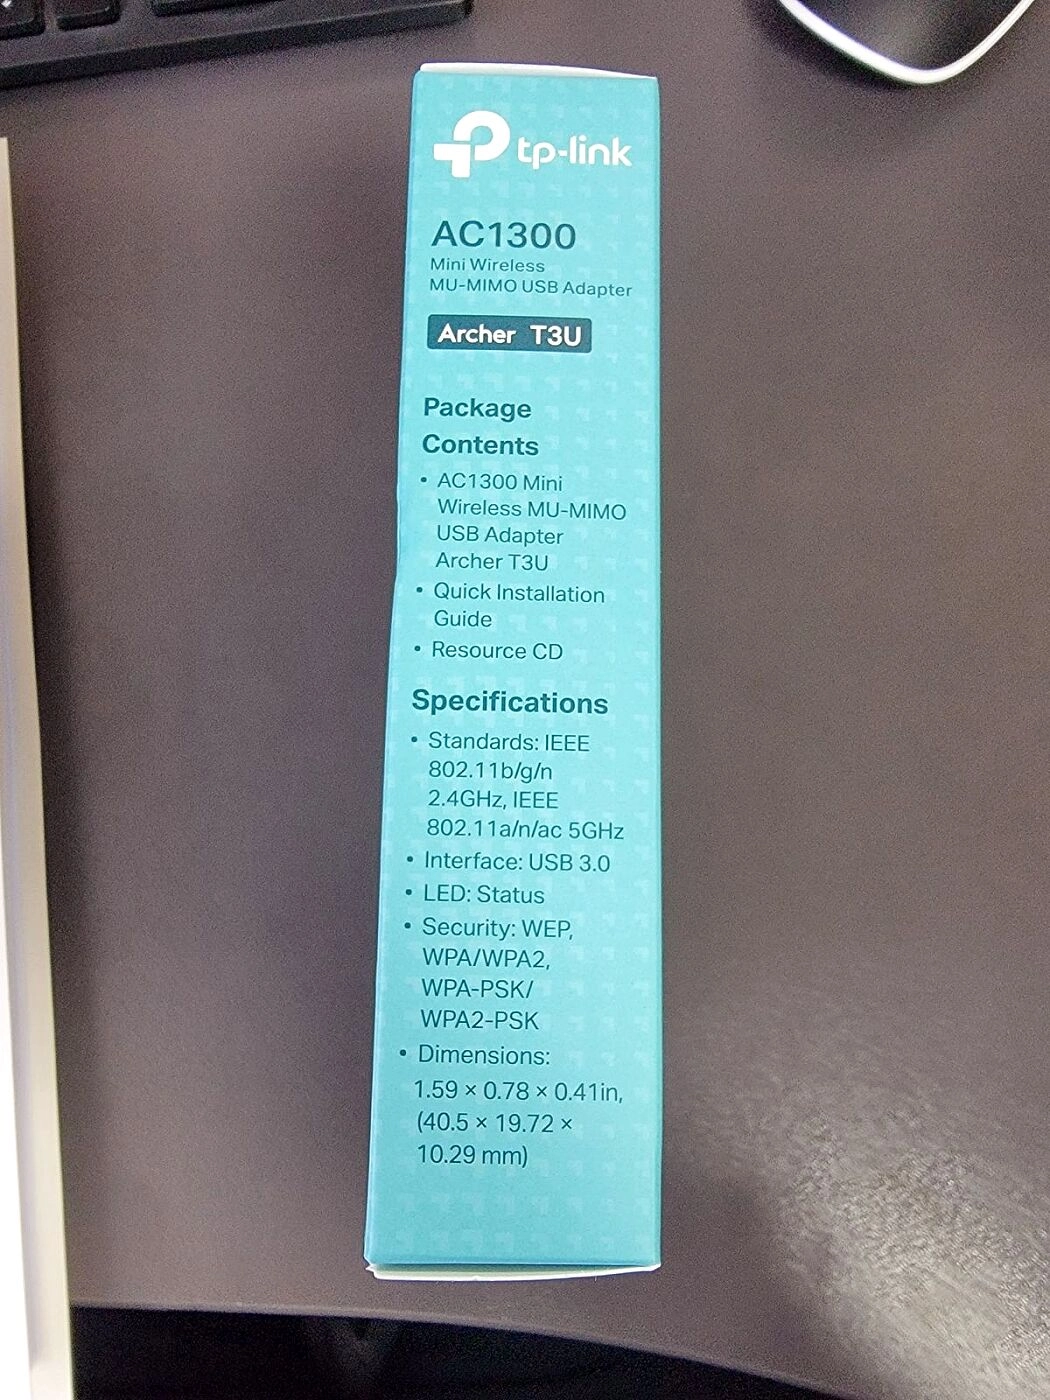 tp-link
AC1300
Mini Wireless
MU-MIMO USB Adapter
Archer T3U
Package
Contents
• AC1300 Mini
Wireless MU-MIMO
USB Adapter
Archer T3U
• Quick Installation
Guide
• Resource CD
Specifications
• Standards: IEEE
802.11b/g/n
2.4GHz, IEEE
802.11a/n/ac 5GHz
• Interface: USB 3.0
• LED: Status
• Security: WEP,
WPA/WPA2,
WPA-PSK/
WPA2-PSK
• Dimensions:
1.59 × 0.78 × 0.41in,
(40.5 × 19.72 ×
10.29 mm)